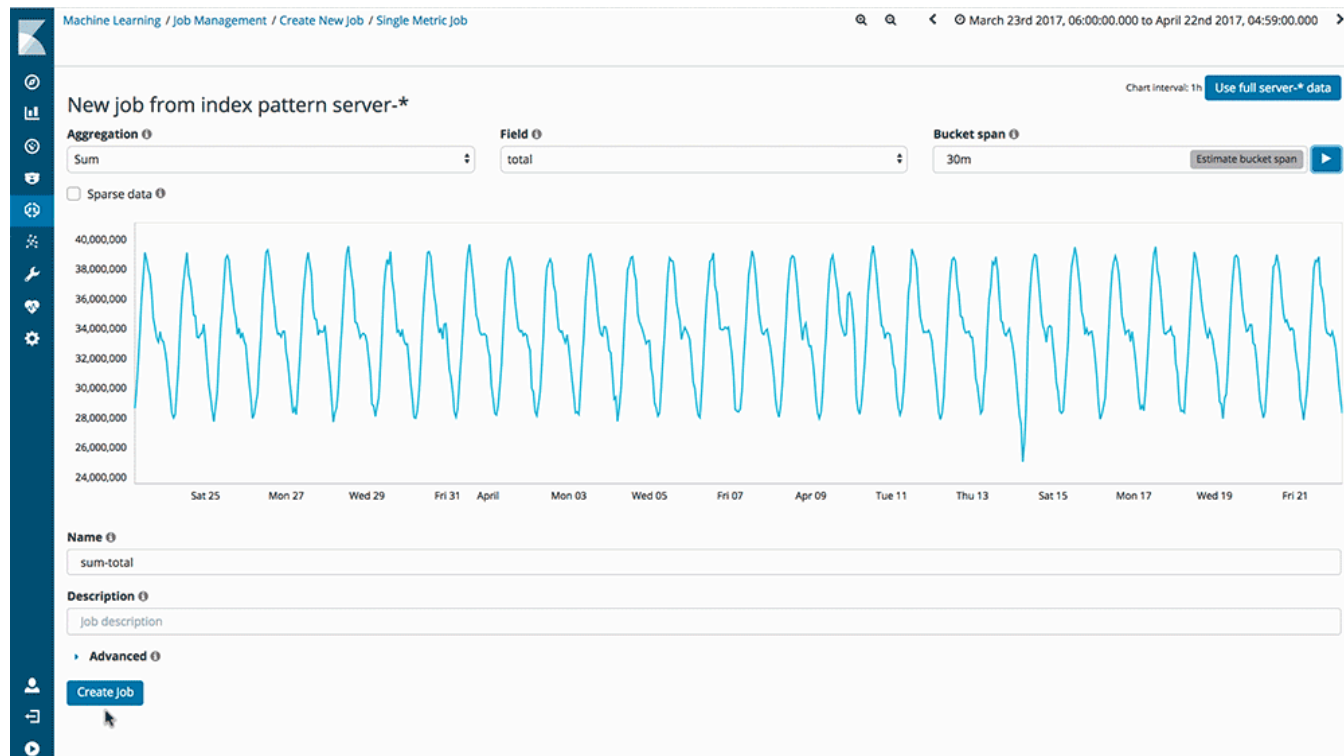 Machine Learning / Job Management / Create New Job / Single Metric Job
March 23rd 2017, 06:00:00.000 to April 22nd 2017, 04:59:00.000
Chart interval: 1h Use full server-* data
New job from index pattern server-*
Aggregation Field Bucket span
Sum total 30m Estimate bucket span
Sparse data
40,000,000
38,000,000
36,000,000
34,000,000
32,000,000
30,000,000
28,000,000
26,000,000
24,000,000
Sat 25 Mon 27 Wed 29 Fri 31 April Mon 03 Wed 05 Fri 07 Apr 09 Tue 11 Thu 13 Sat 15 Mon 17 Wed 19 Fri 21
Name
sum-total
Description
Job description
Advanced
Create Job